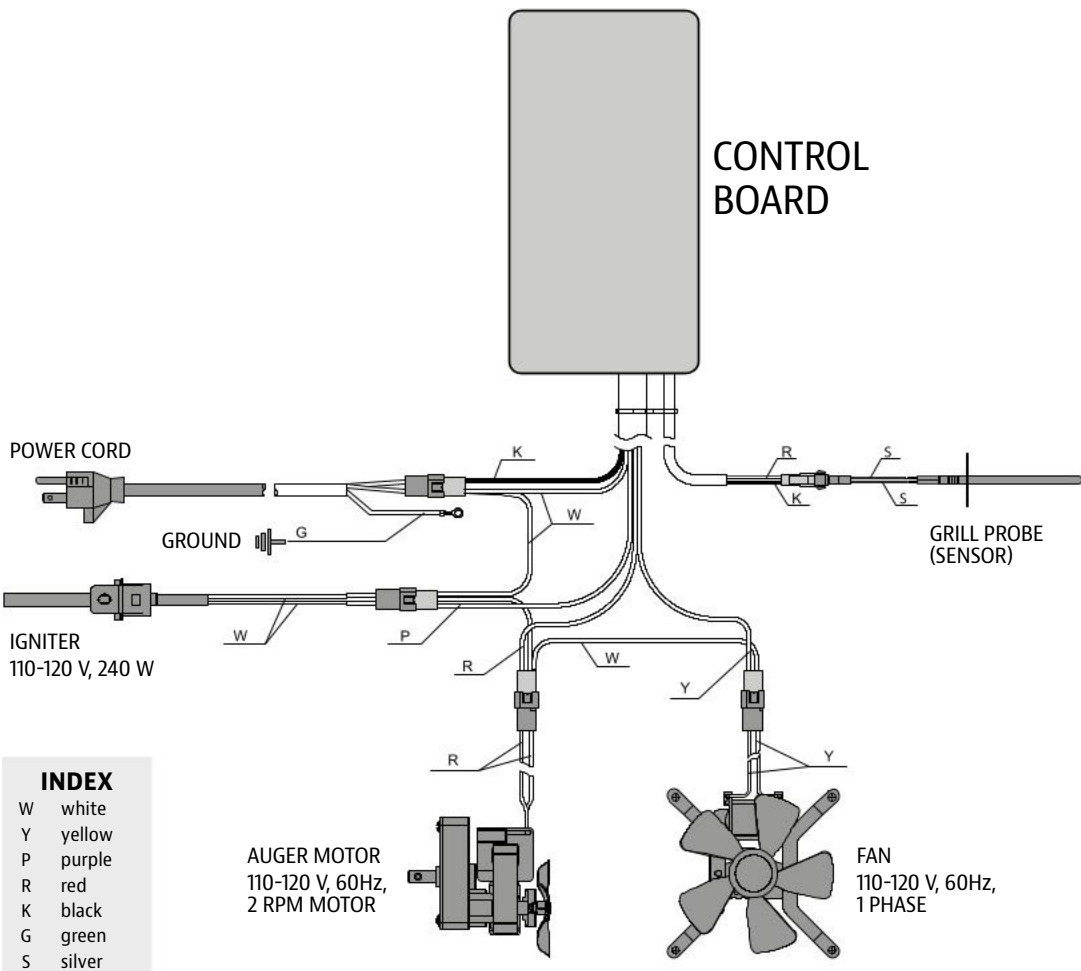 CONTROL
BOARD
POWER CORD
K
R
S
K
S
W
GROUND
G
GRILL PROBE
(SENSOR)
IGNITER
110-120 V, 240 W
W
P
R
W
Y
R
Y
INDEX
W white
Y yellow
P purple
R red
K black
G green
S silver
AUGER MOTOR
110-120 V, 60Hz,
2 RPM MOTOR
FAN
110-120 V, 60Hz,
1 PHASE